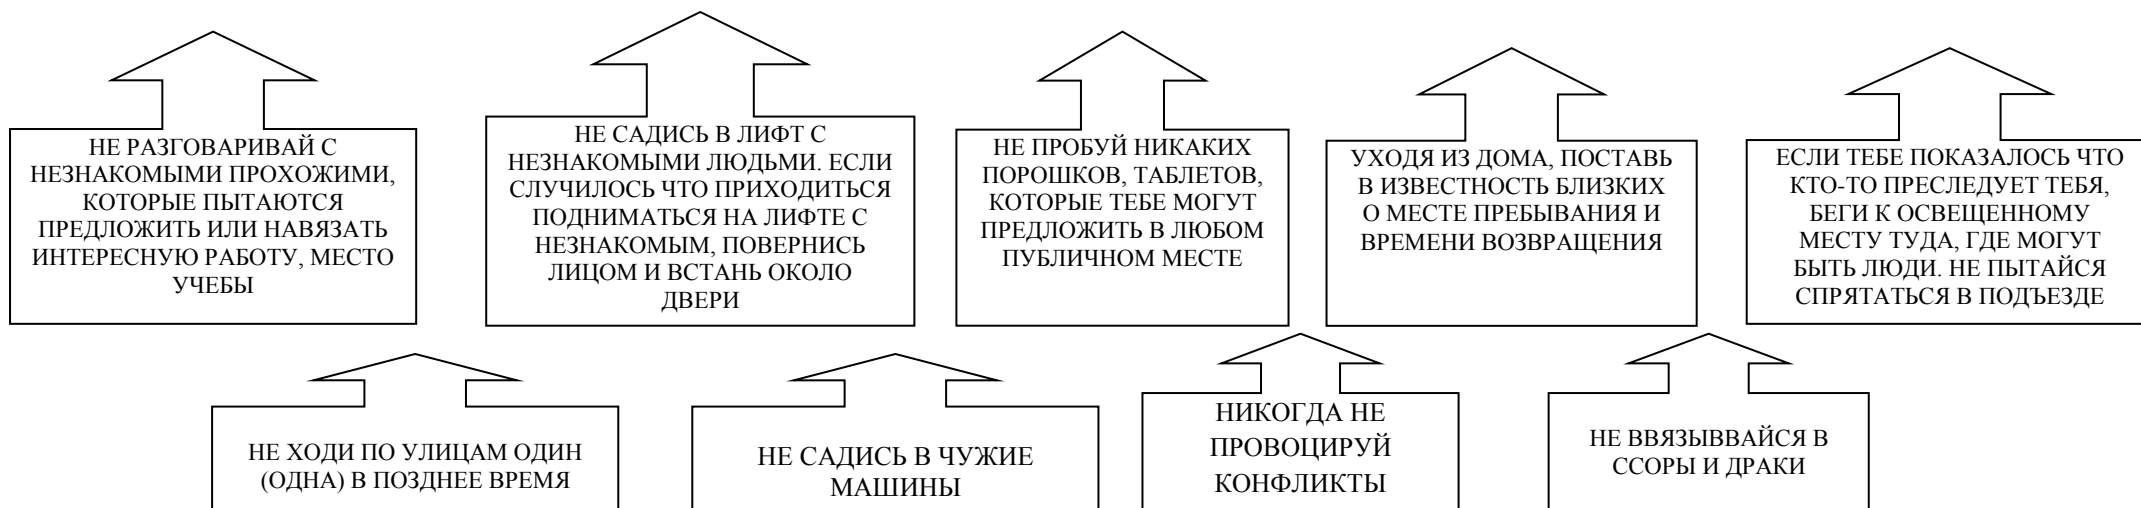 НЕ РАЗГОВАРИВАЙ С
НЕЗНАКОМЫМИ ПРОХОЖИМИ,
КОТОРЫЕ ПЫТАЮТСЯ
ПРЕДЛОЖИТЬ ИЛИ НАВЯЗАТЬ
ИНТЕРЕСНУЮ РАБОТУ, МЕСТО
УЧЕБЫ
НЕ САДИСЬ В ЛИФТ С
НЕЗНАКОМЫМИ ЛЮДЬМИ. ЕСЛИ
СЛУЧИЛОСЬ ЧТО ПРИХОДИТЬСЯ
ПОДНИМАТЬСЯ НА ЛИФТЕ С
НЕЗНАКОМЫМ, ПОВЕРНИСЬ
ЛИЦОМ И ВСТАНЬ ОКОЛО
ДВЕРИ
НЕ ПРОБУЙ НИКАКИХ
ПОРОШКОВ, ТАБЛЕТОВ,
КОТОРЫЕ ТЕБЕ МОГУТ
ПРЕДЛОЖИТЬ В ЛЮБОМ
ПУБЛИЧНОМ МЕСТЕ
УХОДЯ ИЗ ДОМА, ПОСТАВЬ
В ИЗВЕСТНОСТЬ БЛИЗКИХ
О МЕСТЕ ПРЕБЫВАНИЯ И
ВРЕМЕНИ ВОЗВРАЩЕНИЯ
ЕСЛИ ТЕБЕ ПОКАЗАЛОСЬ ЧТО
КТО-ТО ПРЕСЛЕДУЕТ ТЕБЯ,
БЕГИ К ОСВЕЩЕННОМУ
МЕСТУ ТУДА, ГДЕ МОГУТ
БЫТЬ ЛЮДИ. НЕ ПЫТАЙСЯ
СПРЯТАТЬСЯ В ПОДЪЕЗДЕ
НЕ ХОДИ ПО УЛИЦАМ ОДИН
(ОДНА) В ПОЗДНЕЕ ВРЕМЯ
НЕ САДИСЬ В ЧУЖИЕ
МАШИНЫ
НИКОГДА НЕ
ПРОВОЦИРУЙ
КОНФЛИКТЫ
НЕ ВВЯЗЫВВАЙСЯ В
ССОРЫ И ДРАКИ